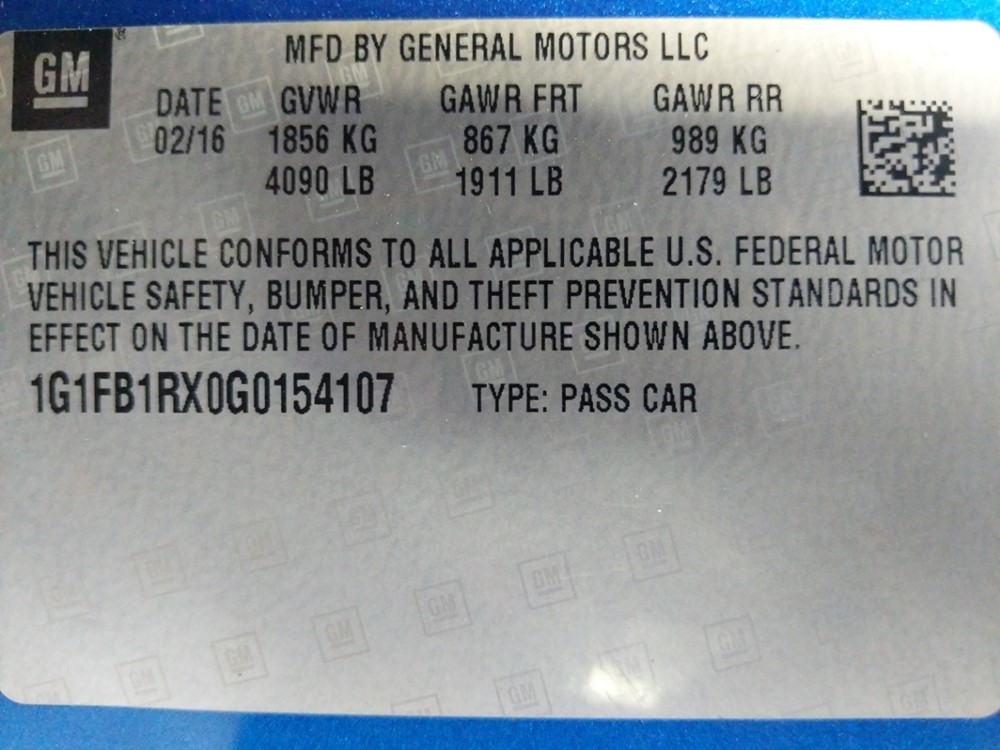 GM
MFD BY GENERAL MOTORS LLC
DATE GVWR GAWR FRT GAWR RR
02/16 1856 KG 867 KG 989 KG
4090 LB 1911 LB 2179 LB
THIS VEHICLE CONFORMS TO ALL APPLICABLE U.S. FEDERAL MOTOR
VEHICLE SAFETY, BUMPER, AND THEFT PREVENTION STANDARDS IN
EFFECT ON THE DATE OF MANUFACTURE SHOWN ABOVE.
1G1FB1RX0G0154107 TYPE: PASS CAR